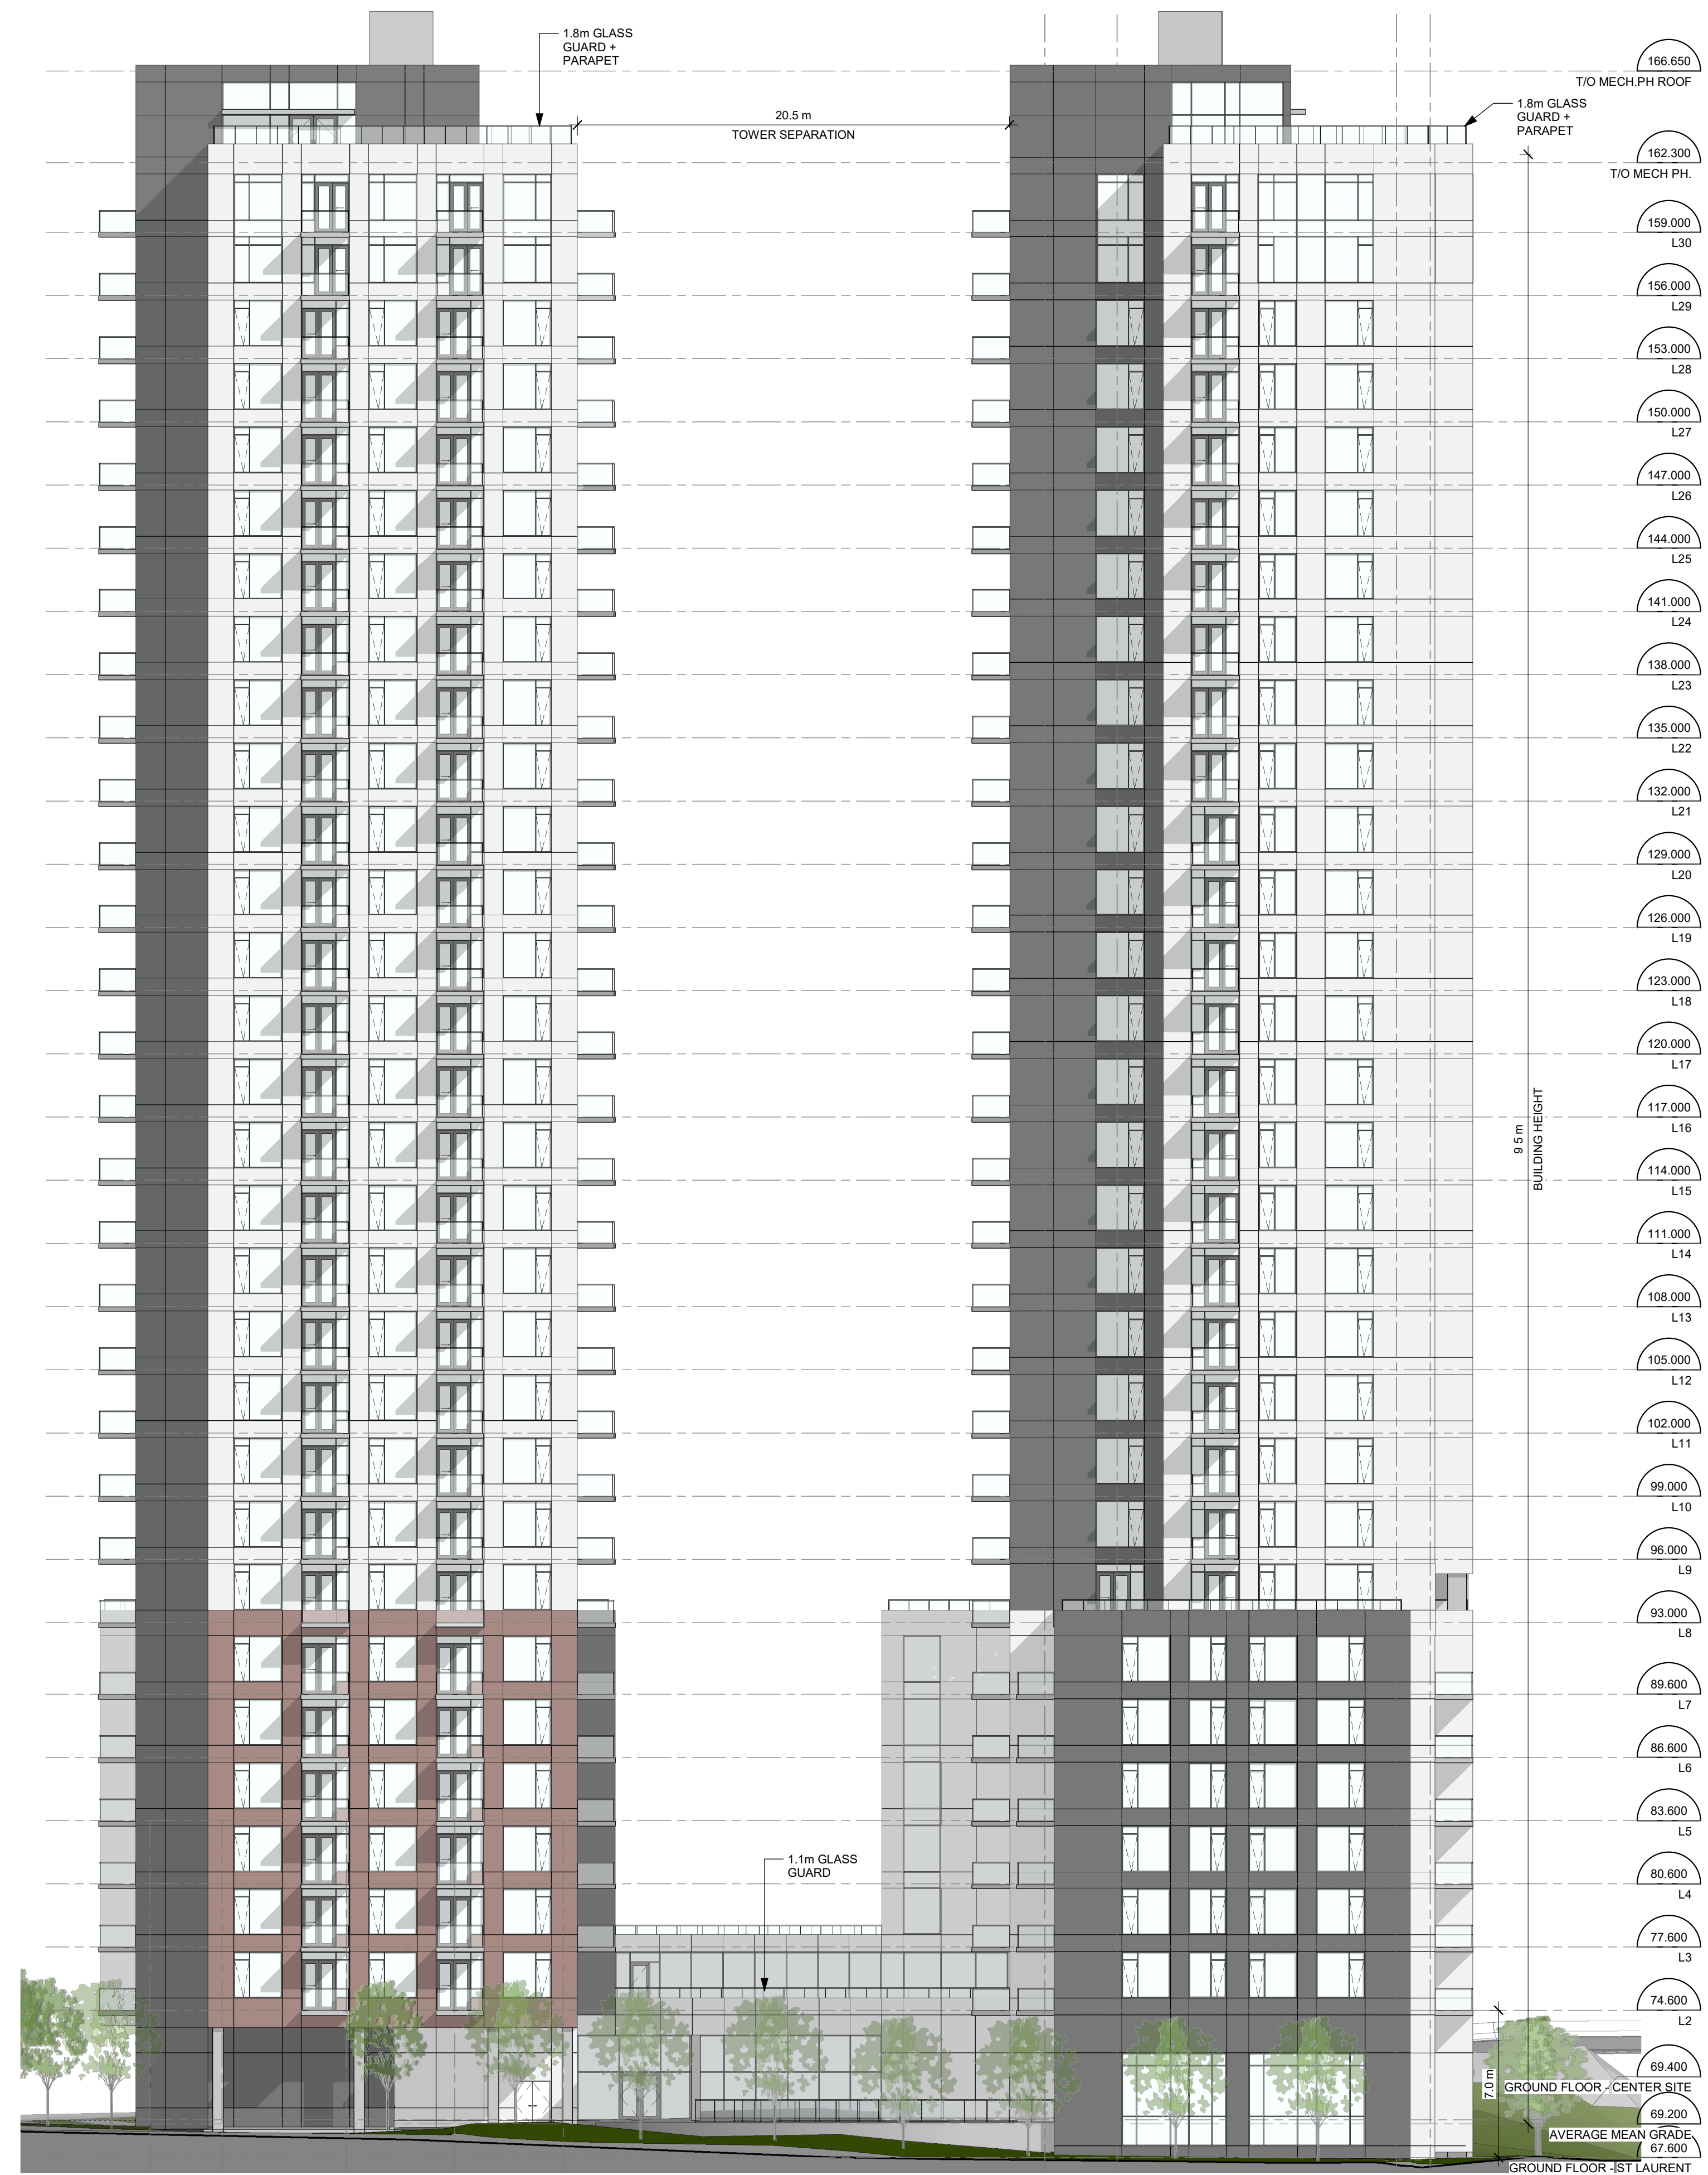 1.8m GLASS
GUARD +
PARAPET
20.5 m
TOWER SEPARATION
1.8m GLASS
GUARD +
PARAPET
166.650
T/O MECH.PH ROOF
162.300
T/O MECH PH.
159.000
L30
156.000
L29
153.000
L28
150.000
L27
147.000
L26
144.000
L25
141.000
L24
138.000
L23
135.000
L22
132.000
L21
129.000
L20
126.000
L19
123.000
L18
120.000
L17
117.000
L16
9 5 m
BUILDING HEIGHT
114.000
L15
111.000
L14
108.000
L13
105.000
L12
102.000
L11
99.000
L10
96.000
L9
93.000
L8
89.600
L7
86.600
L6
83.600
L5
1.1m GLASS
GUARD
80.600
L4
77.600
L3
74.600
L2
7.0 m
69.400
GROUND FLOOR - CENTER SITE
69.200
AVERAGE MEAN GRADE
67.600
GROUND FLOOR - ST LAURENT